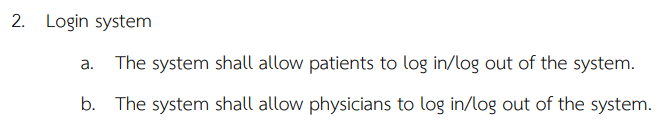 2. Login system
a. The system shall allow patients to log in/log out of the system.
b. The system shall allow physicians to log in/log out of the system.